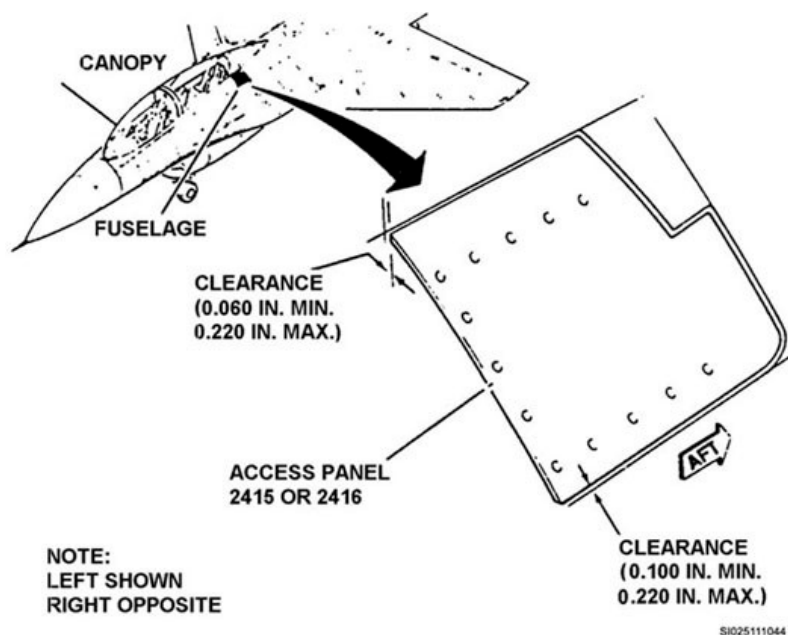 CANOPY
FUSELAGE
CLEARANCE
(0.060 IN. MIN.
0.220 IN. MAX.)
ACCESS PANEL
2415 OR 2416
AFT
NOTE:
LEFT SHOWN
RIGHT OPPOSITE
CLEARANCE
(0.100 IN. MIN.
0.220 IN. MAX.)
SI025111044